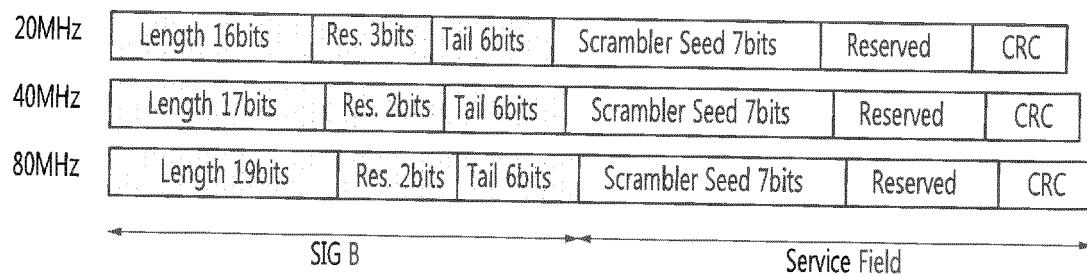 20MHz Length 16bits Res. 3bits Tail 6bits Scrambler Seed 7bits Reserved CRC
40MHz Length 17bits Res. 2bits Tail 6bits Scrambler Seed 7bits Reserved CRC
80MHz Length 19bits Res. 2bits Tail 6bits Scrambler Seed 7bits Reserved CRC
SIG B Service Field